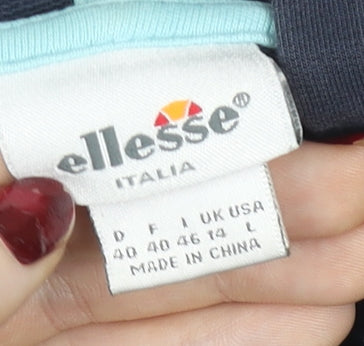 ellesse®
ITALIA
D F I UK USA
40 40 46 14 L
MADE IN CHINA